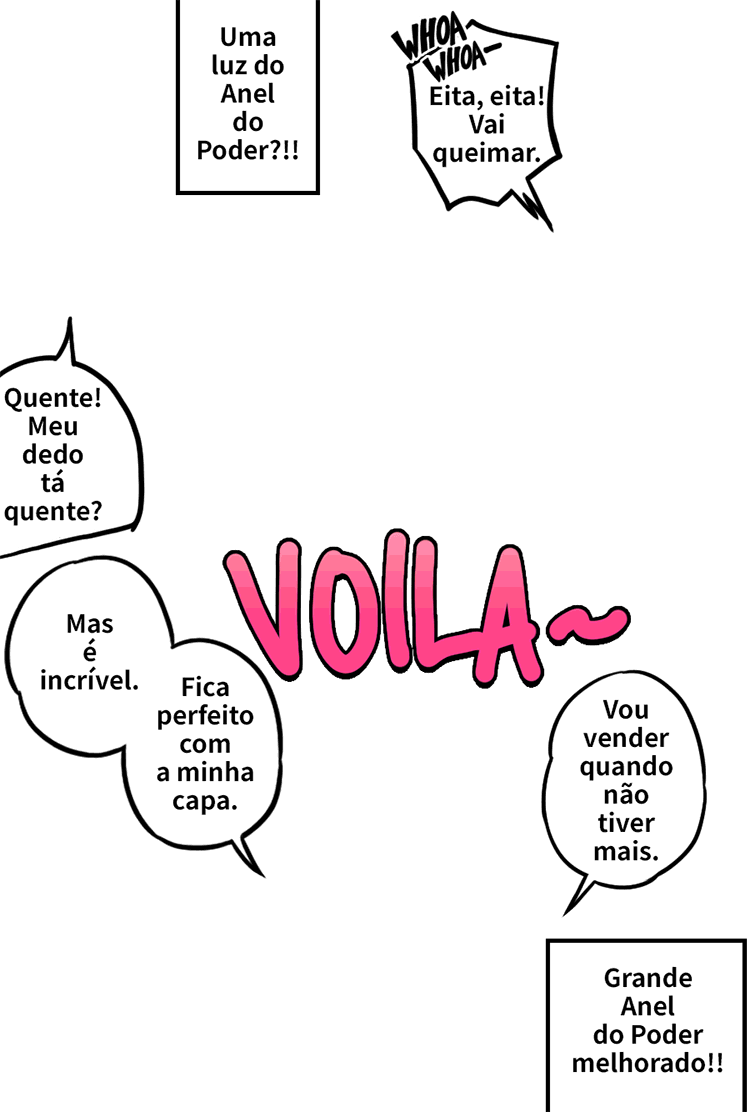 Uma
luz do
Anel
do
Poder?!!
WHOA
WHOA~
Eita, eita!
Vai
queimar.
Quente!
Meu
dedo
tá
quente?
VOILA~
Mas
é
incrível.
Fica
perfeito
com
a minha
capa.
Vou
vender
quando
não
tiver
mais.
Grande
Anel
do Poder
melhorado!!